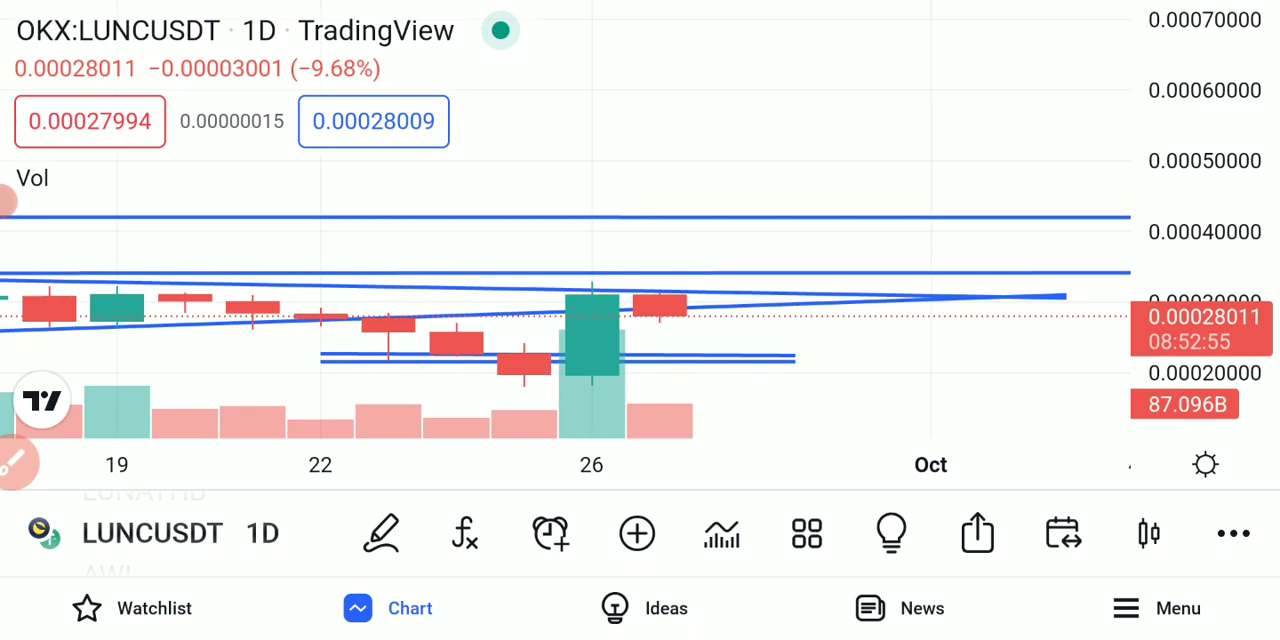 OKX:LUNCUSDT · 1D · TradingView
0.00028011 −0.00003001 (−9.68%)
0.00027994 0.00000015 0.00028009
Vol
0.00070000
0.00060000
0.00050000
0.00040000
0.00030000
0.00028011
08:52:55
0.00020000
87.096B
19 22 26 Oct
LUNCUSDT 1D
Watchlist Chart Ideas News Menu